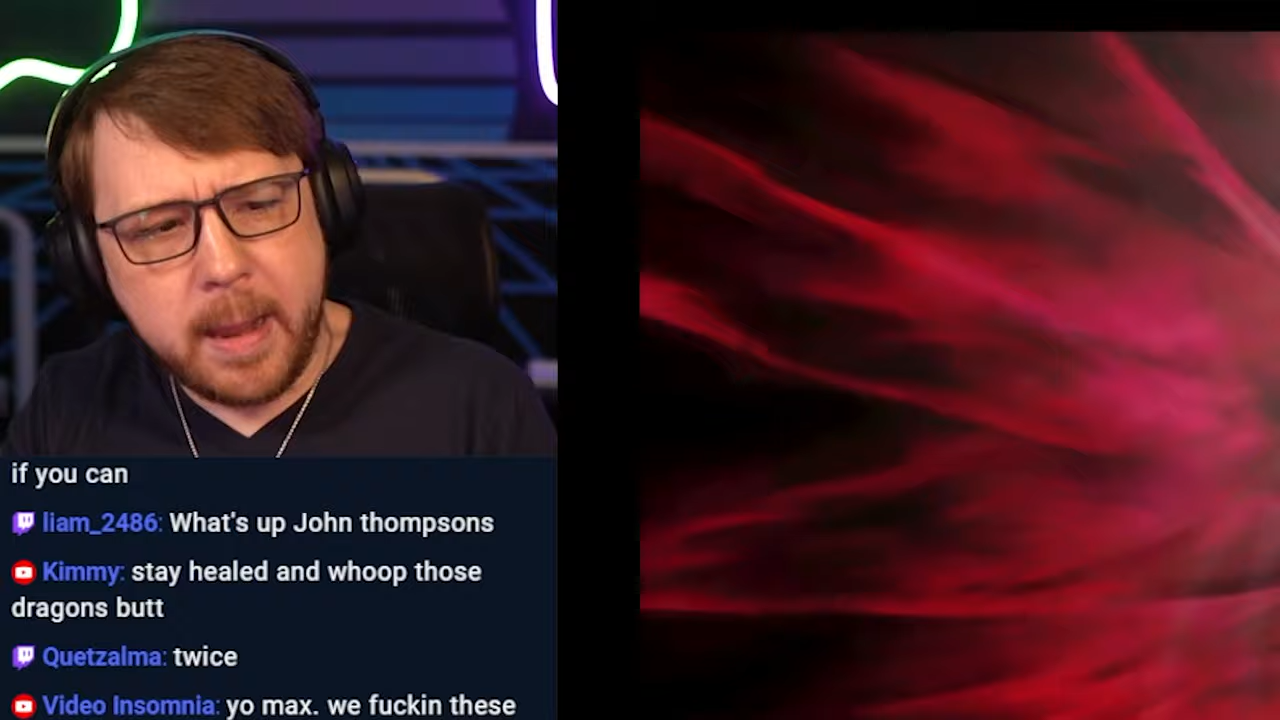 if you can
liam_2486: What's up John thompsons
Kimmy: stay healed and whoop those
dragons butt
Quetzalma: twice
Video Insomnia: yo max. we fuckin these